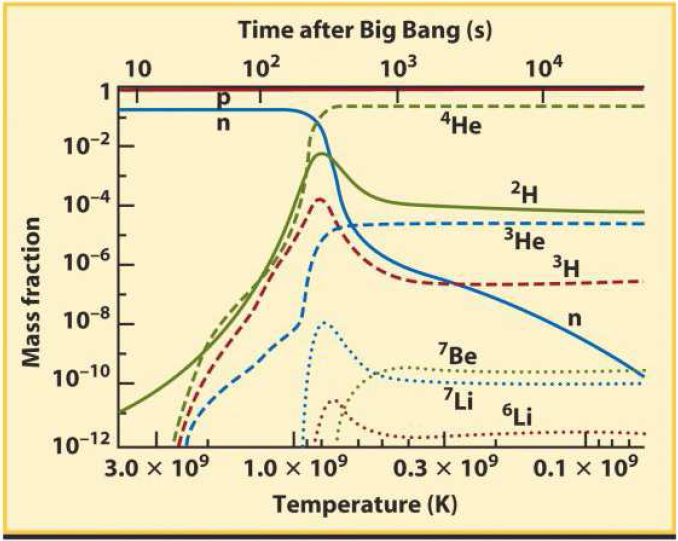 Time after Big Bang (s)
10 10² 10³ 10⁴
1
p
n
⁴He
10⁻²
²H
10⁻⁴
³He
³H
10⁻⁶
n
10⁻⁸
⁷Be
10⁻¹⁰
⁷Li
⁶Li
10⁻¹²
Mass fraction
3.0 × 10⁹ 1.0 × 10⁹ 0.3 × 10⁹ 0.1 × 10⁹
Temperature (K)